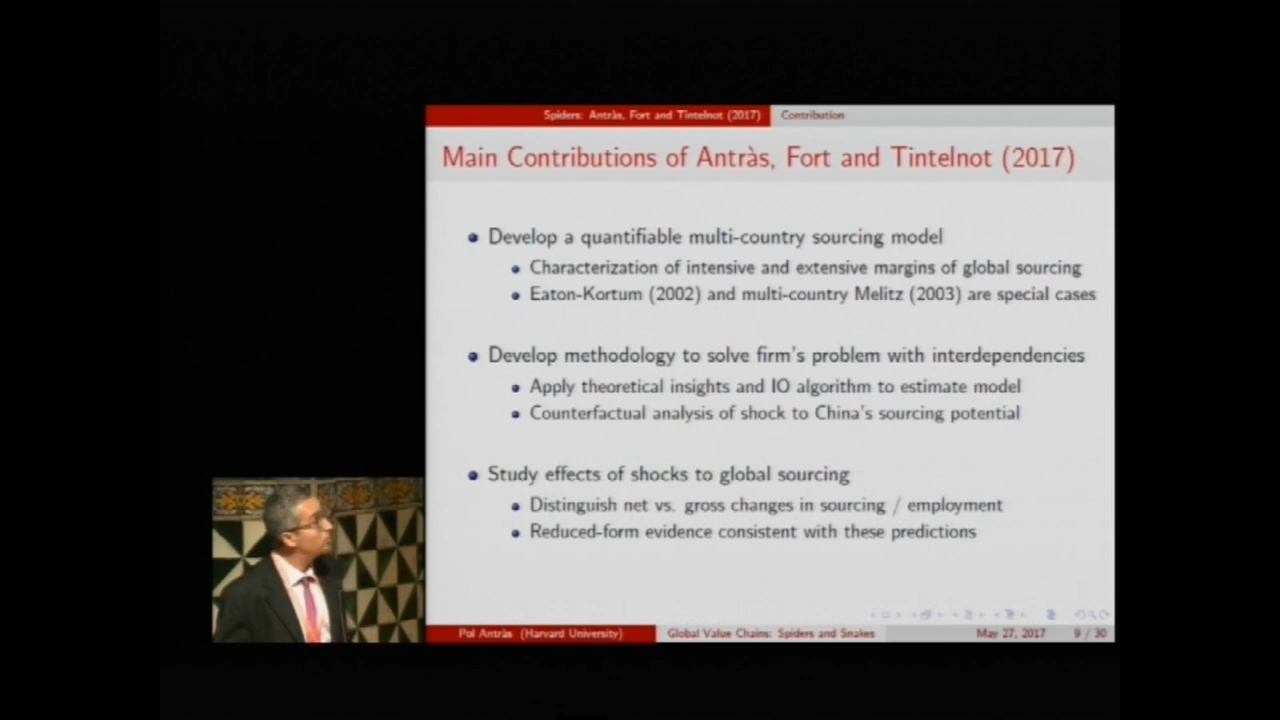 Spiders: Antràs, Fort and Tintelnot (2017) Contribution
Main Contributions of Antràs, Fort and Tintelnot (2017)
Develop a quantifiable multi-country sourcing model
Characterization of intensive and extensive margins of global sourcing
Eaton-Kortum (2002) and multi-country Melitz (2003) are special cases
Develop methodology to solve firm's problem with interdependencies
Apply theoretical insights and IO algorithm to estimate model
Counterfactual analysis of shock to China's sourcing potential
Study effects of shocks to global sourcing
Distinguish net vs. gross changes in sourcing / employment
Reduced-form evidence consistent with these predictions
Pol Antràs (Harvard University) Global Value Chains: Spiders and Snakes May 27, 2017 9 / 30